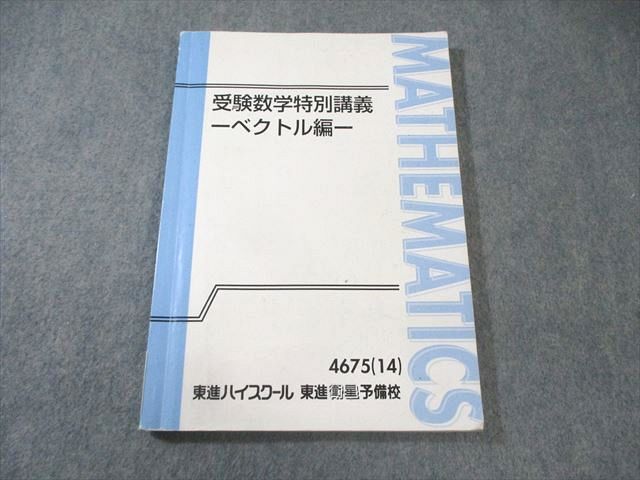 受験数学特別講義
ーベクトル編ー
MATHEMATICS
4675(14)
東進ハイスクール 東進衛星予備校